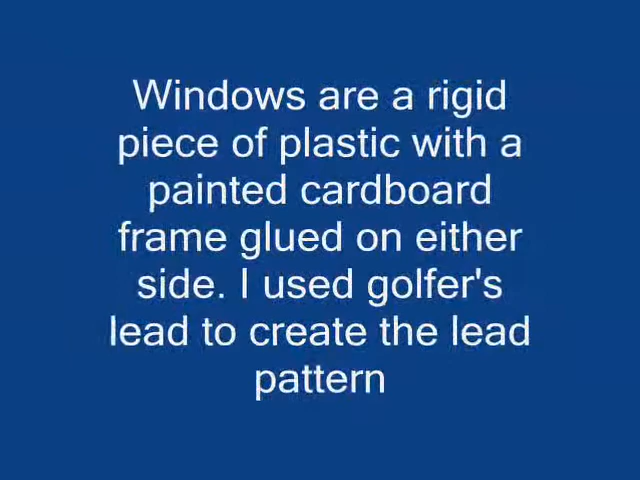 Windows are a rigid
piece of plastic with a
painted cardboard
frame glued on either
side. I used golfer's
lead to create the lead
pattern